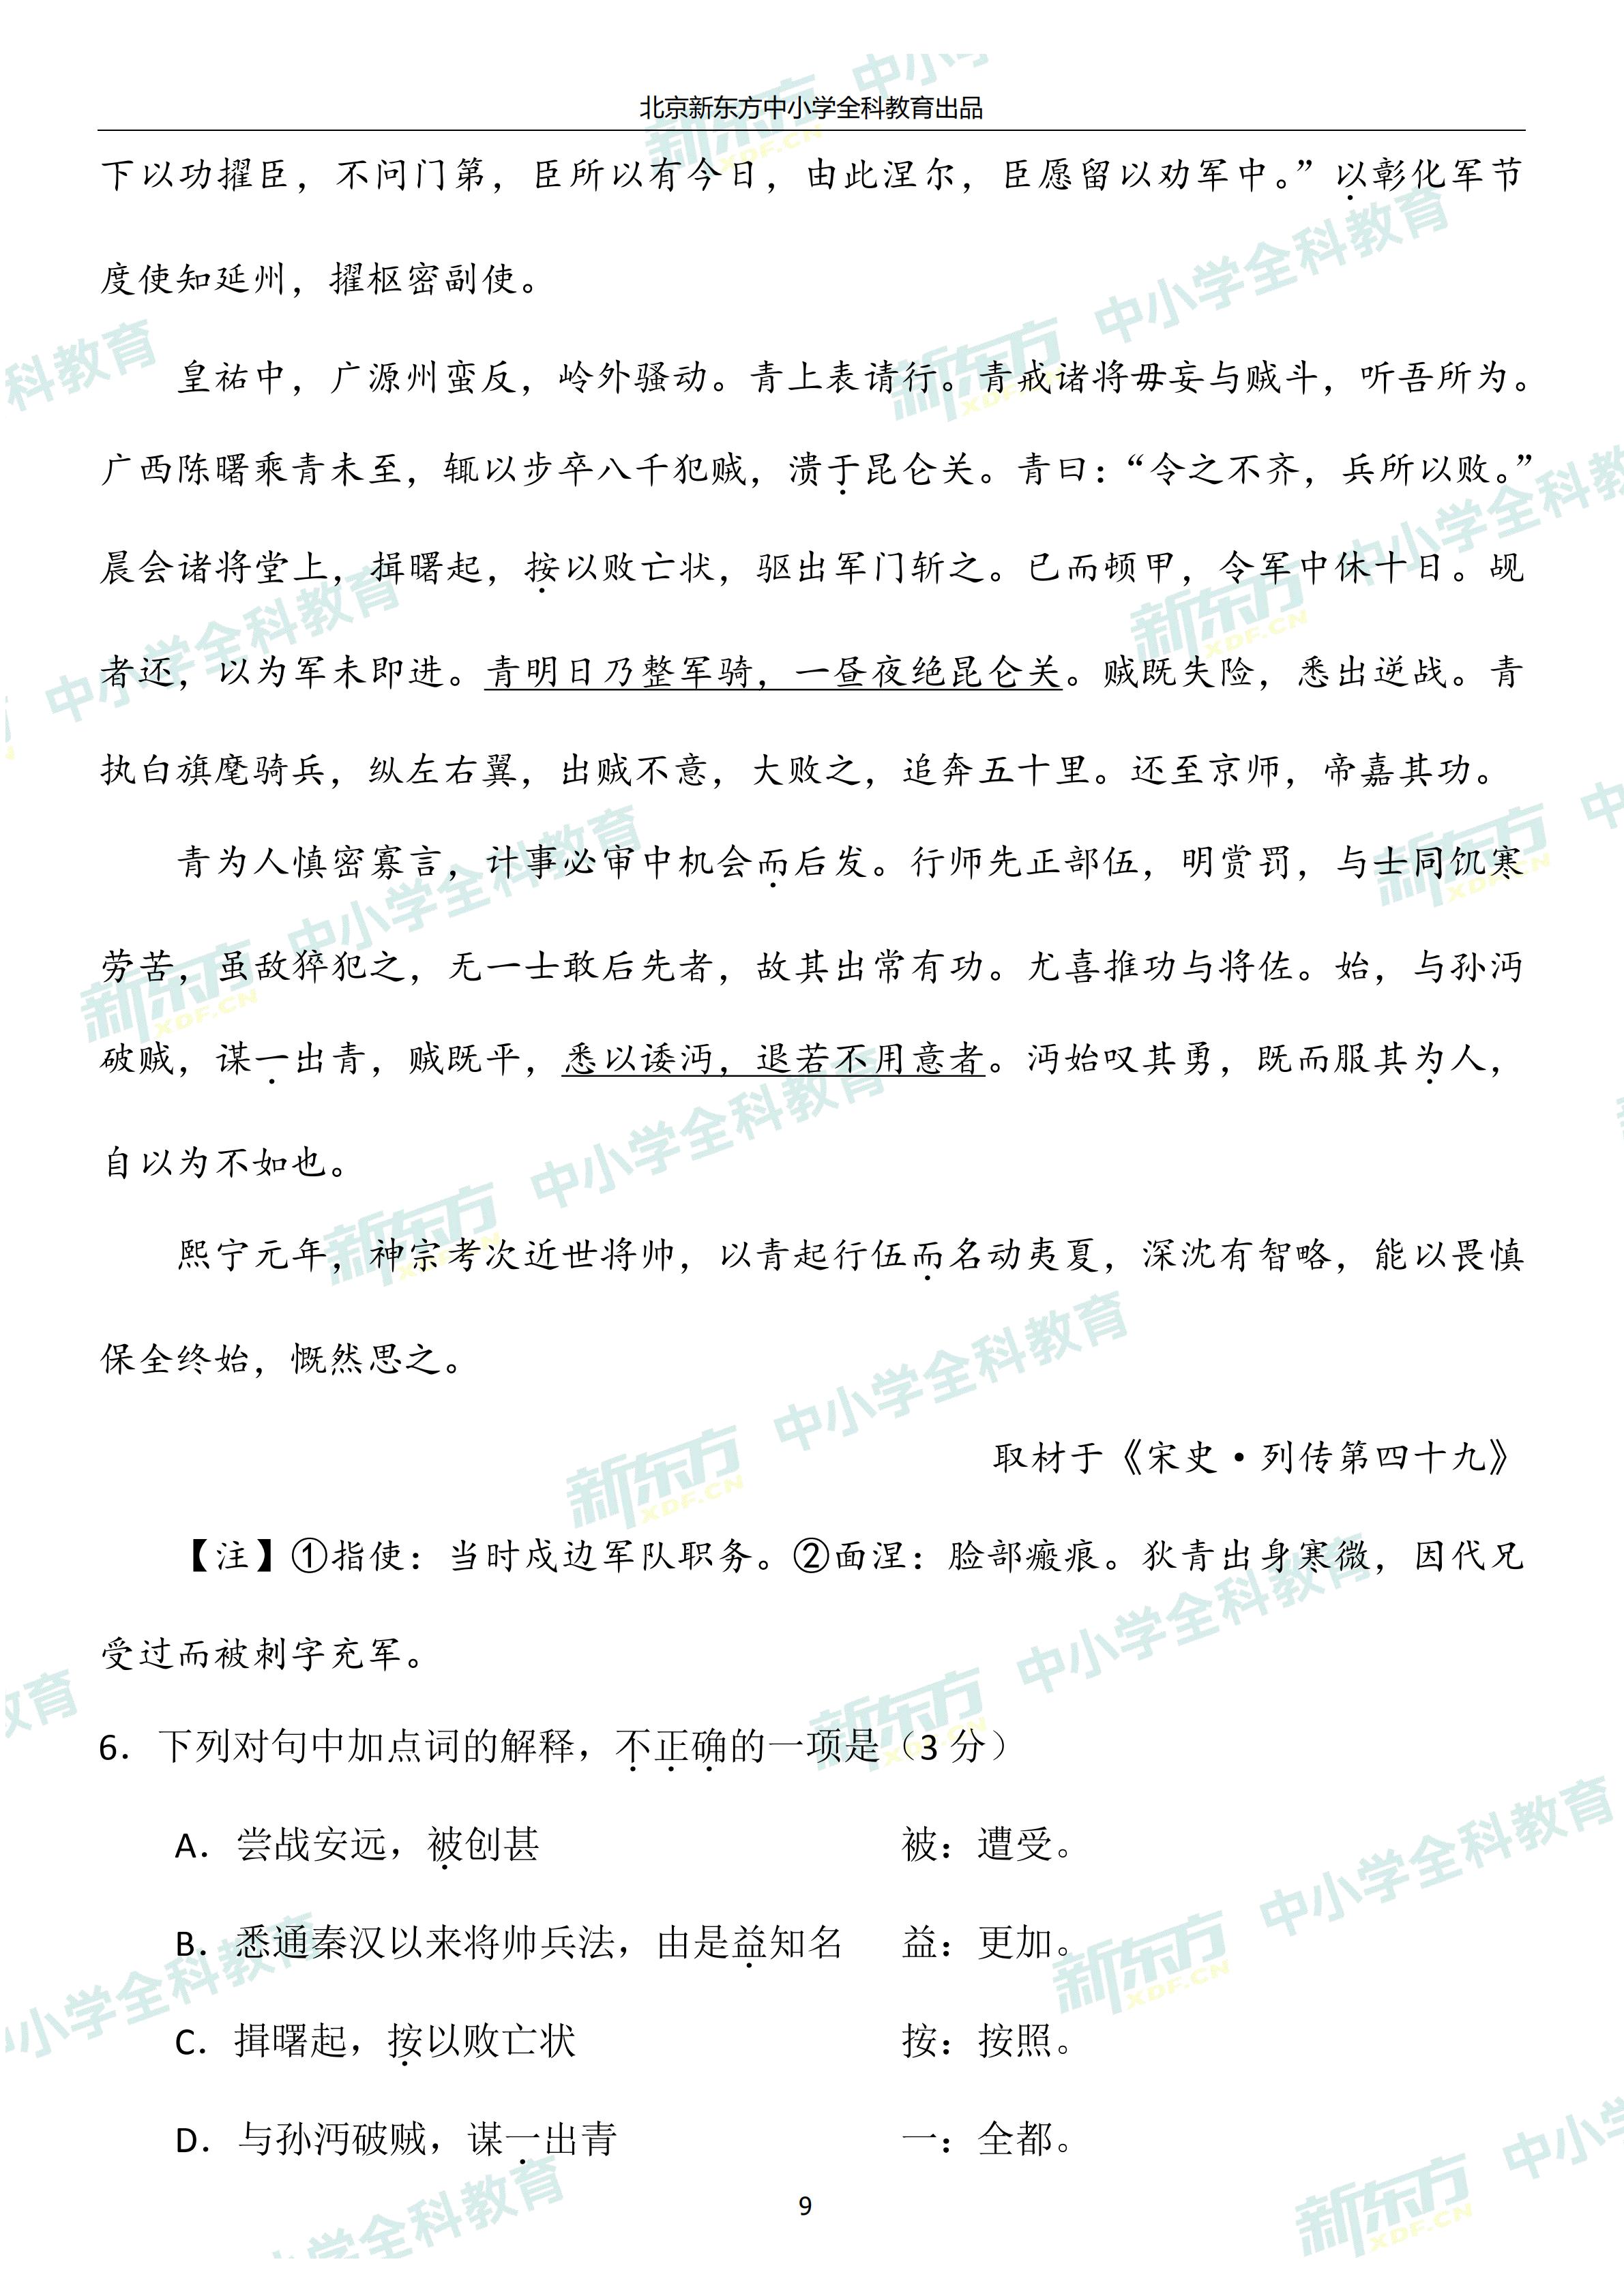 北京新东方中小学全科教育出品
下以功擢臣，不问门第，臣所以有今日，由此涅尔，臣愿留以劝军中。”以彰化军节
度使知延州，擢枢密副使。
皇祐中，广源州蛮反，岭外骚动。青上表请行。青戒诸将毋妄与贼斗，听吾所为。
广西陈曙乘青未至，辄以步卒八千犯贼，溃于昆仑关。青曰：“令之不齐，兵所以败。”
晨会诸将堂上，揖曙起，按以败亡状，驱出军门斩之。已而顿甲，令军中休十日。觇
者还，以为军未即进。青明日乃整军骑，一昼夜绝昆仑关。贼既失险，悉出逆战。青
执白旗麾骑兵，纵左右翼，出贼不意，大败之，追奔五十里。还至京师，帝嘉其功。
青为人慎密寡言，计事必审中机会而后发。行师先正部伍，明赏罚，与士同饥寒
劳苦，虽敌猝犯之，无一士敢后先者，故其出常有功。尤喜推功与将佐。始，与孙沔
破贼，谋一出青，贼既平，悉以诿沔，退若不用意者。沔始叹其勇，既而服其为人，
自以为不如也。
熙宁元年，神宗考次近世将帅，以青起行伍而名动夷夏，深沈有智略，能以畏慎
保全终始，慨然思之。
取材于《宋史·列传第四十九》
【注】①指使：当时戍边军队职务。②面涅：脸部瘢痕。狄青出身寒微，因代兄
受过而被刺字充军。
6．下列对句中加点词的解释，不正确的一项是（3 分）
A．尝战安远，被创甚 被：遭受。
B．悉通秦汉以来将帅兵法，由是益知名 益：更加。
C．揖曙起，按以败亡状 按：按照。
D．与孙沔破贼，谋一出青 一：全都。
9
新东方 XDF.CN 中小学全科教育